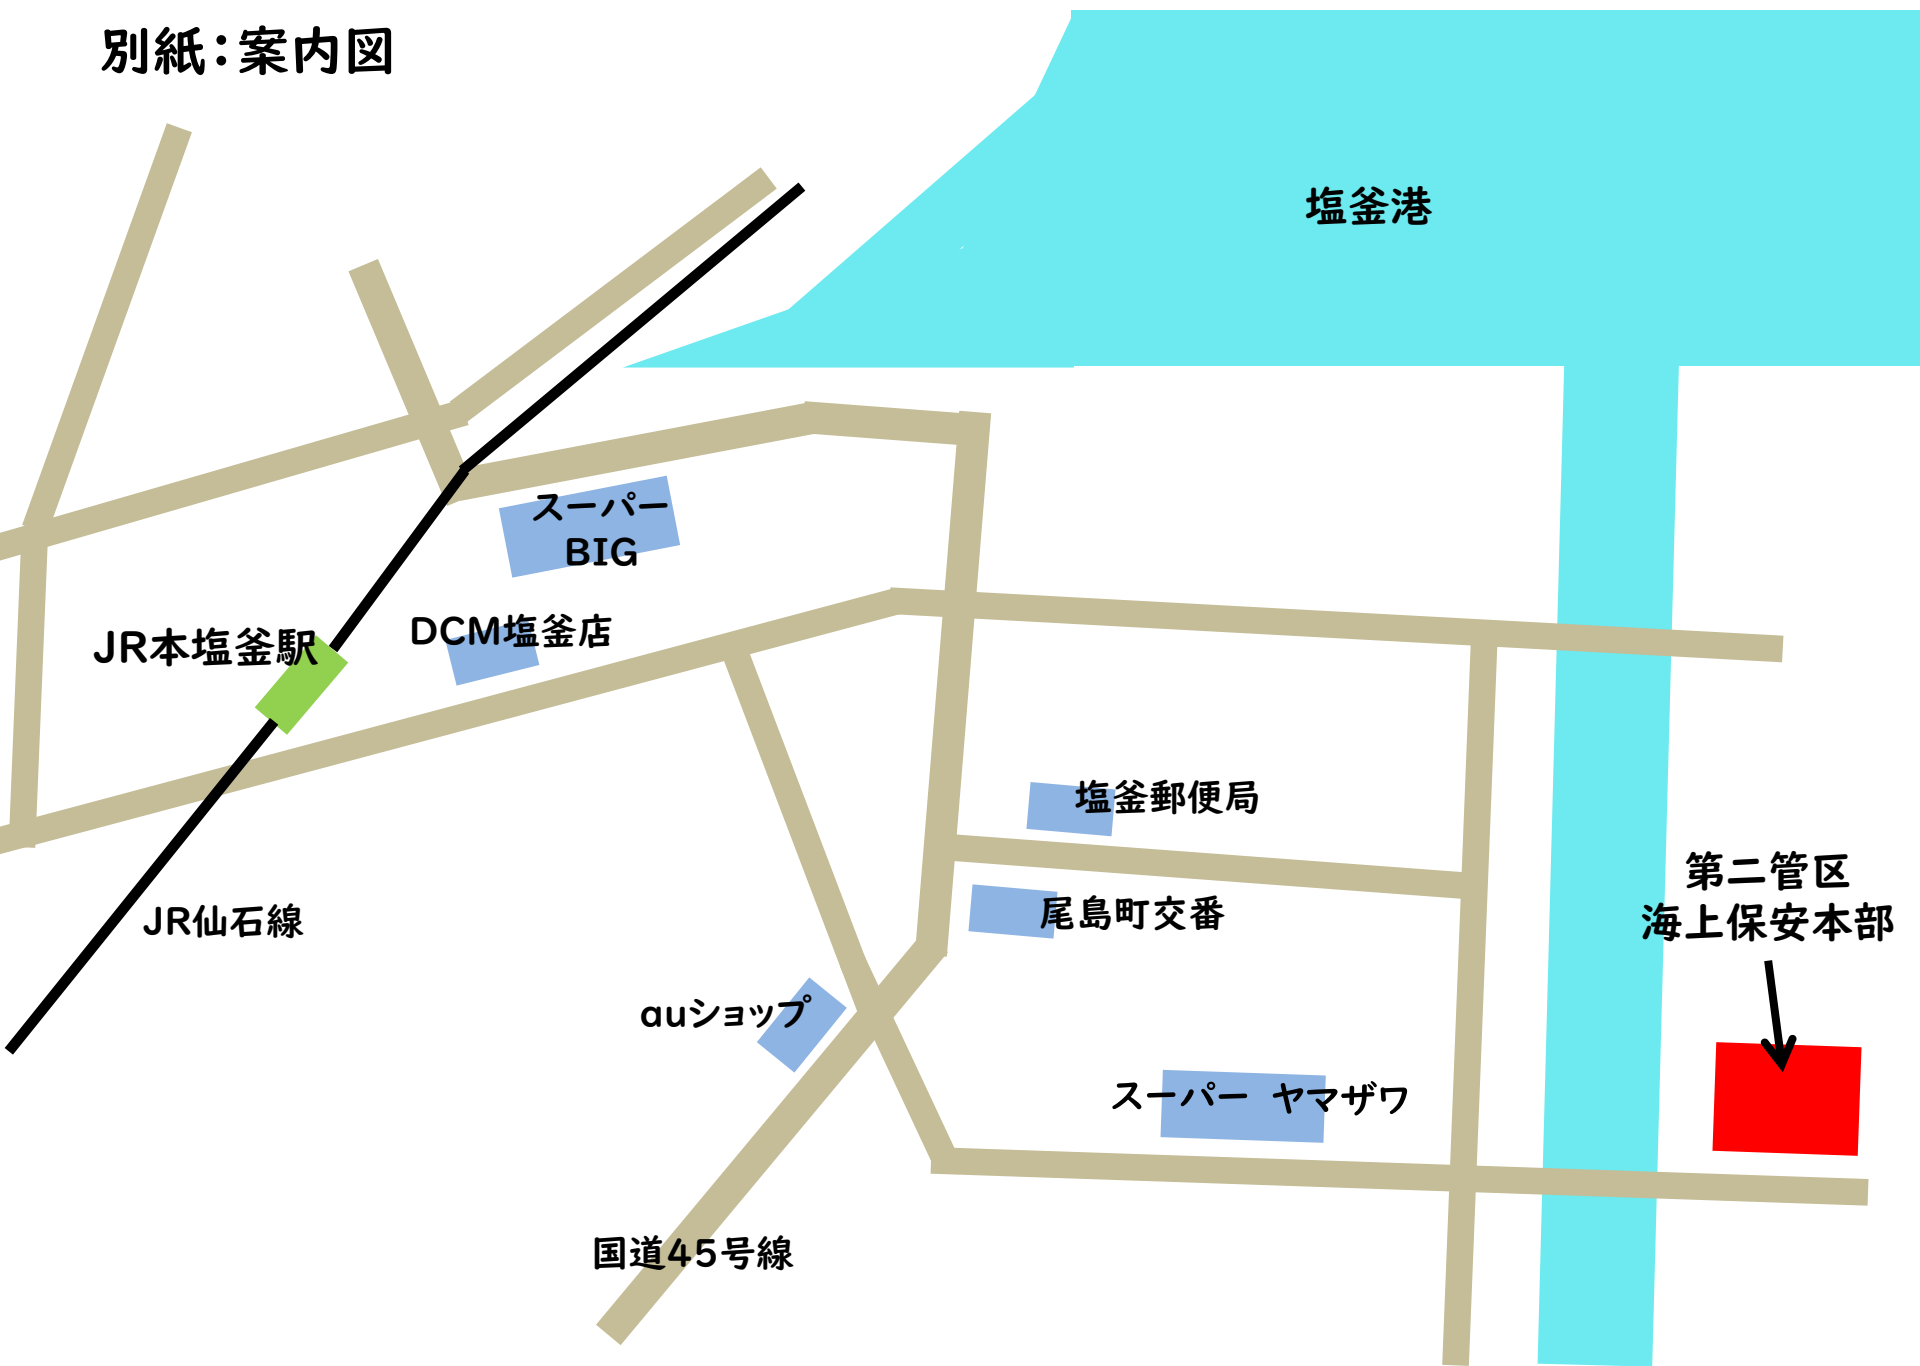 別紙：案内図
塩釜港
スーパー
BIG
DCM塩釜店
JR本塩釜駅
塩釜郵便局
第二管区
海上保安本部
尾島町交番
JR仙石線
auショップ
スーパー ヤマザワ
国道45号線